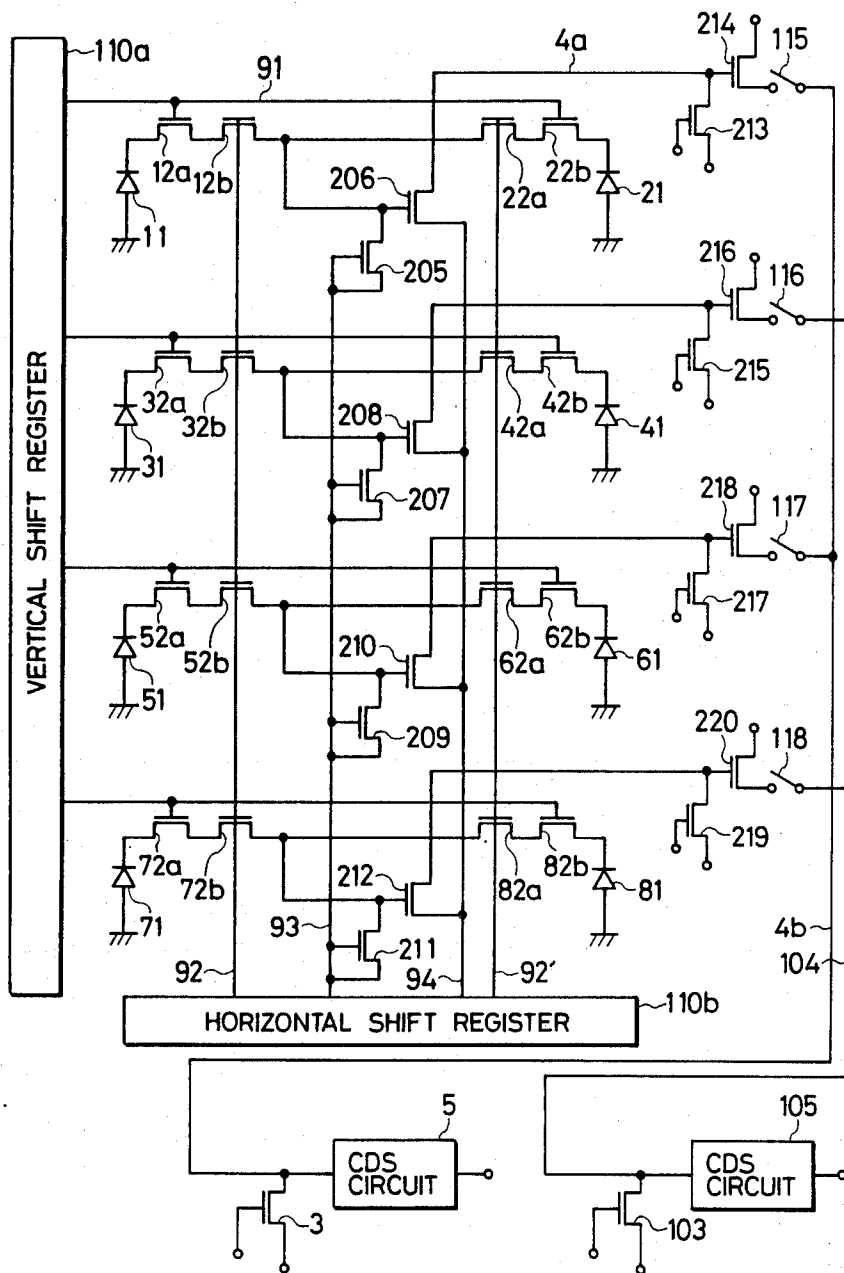 110a
91
4a
214
115
12a
12b
206
22a
22b
213
11
21
205
216
116
32a
32b
208
42a
42b
215
31
41
207
218
117
52a
52b
210
62a
62b
217
51
61
209
220
118
72a
72b
212
82a
82b
219
71
93
211
81
92
94
92'
4b
104
VERTICAL SHIFT REGISTER
HORIZONTAL SHIFT REGISTER
110b
5
105
CDS
CIRCUIT
CDS
CIRCUIT
3
103